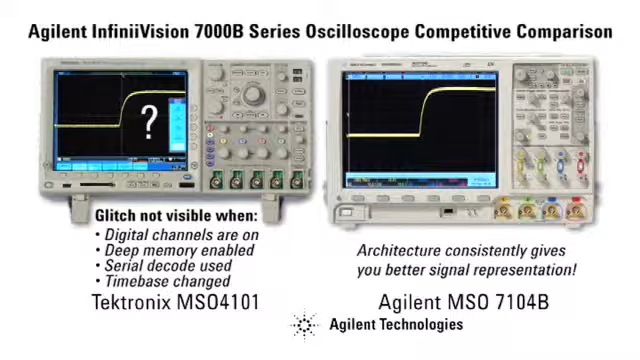 Agilent InfiniiVision 7000B Series Oscilloscope Competitive Comparison
?
Glitch not visible when:
• Digital channels are on
• Deep memory enabled
• Serial decode used
• Timebase changed
Tektronix MSO4101
Architecture consistently gives
you better signal representation!
Agilent MSO 7104B
Agilent Technologies